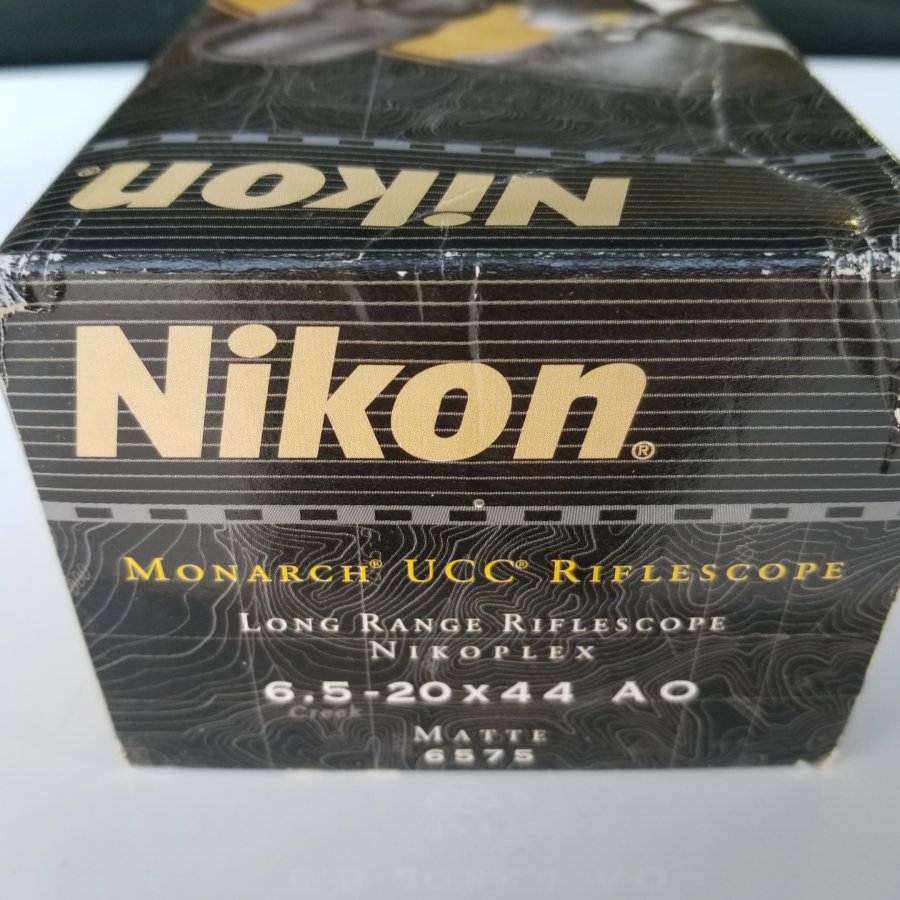 Nikon®
Nikon®
MONARCH® UCC® RIFLESCOPE
LONG RANGE RIFLESCOPE
NIKOPLEX
6.5-20x44 AO
Creek
MATTE
6575